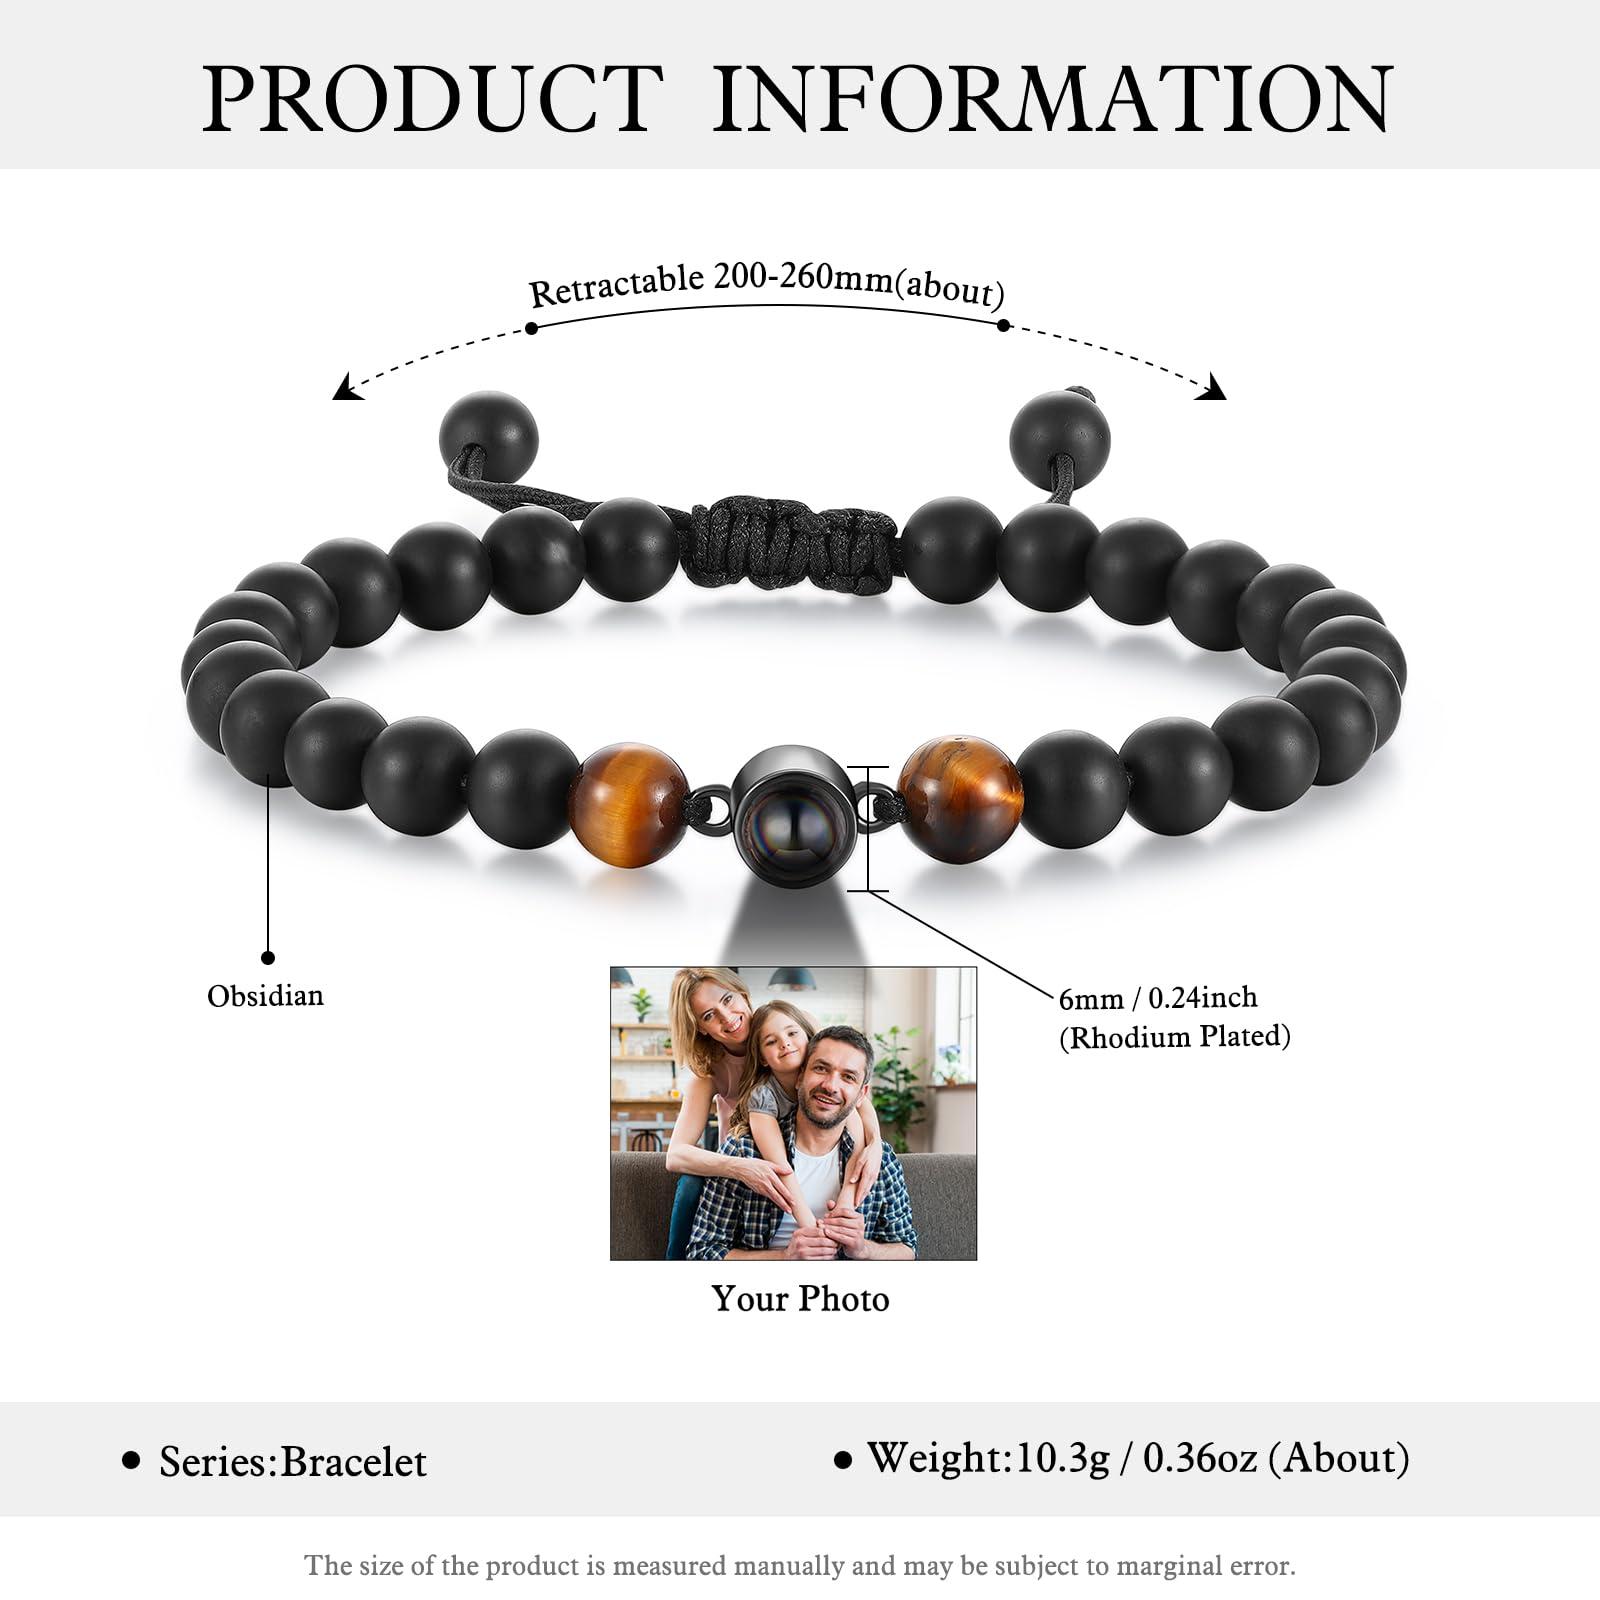 PRODUCT INFORMATION
Retractable 200-260mm(about)
Obsidian
6mm / 0.24inch
(Rhodium Plated)
Your Photo
Series:Bracelet
Weight:10.3g / 0.36oz (About)
The size of the product is measured manually and may be subject to marginal error.